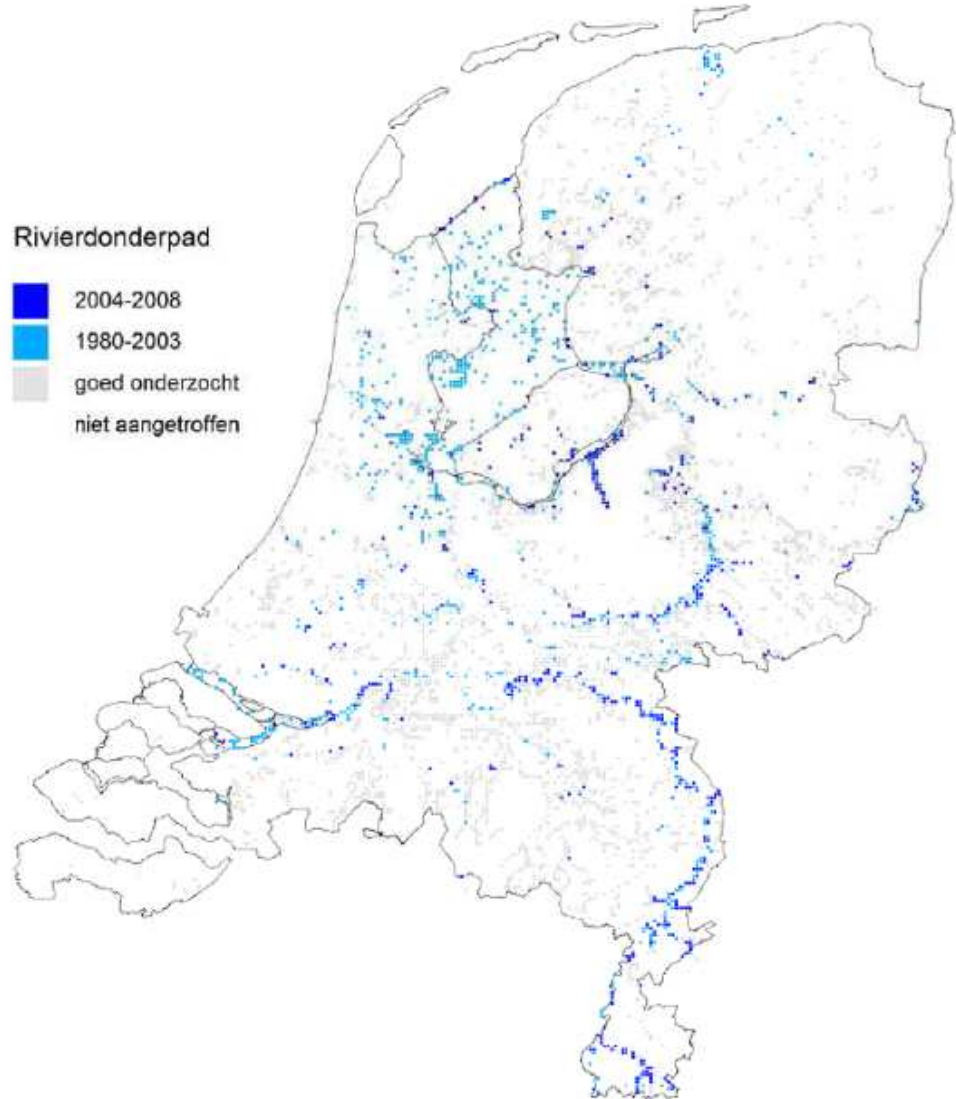 Rivierdonderpad
2004-2008
1980-2003
goed onderzocht
niet aangetroffen